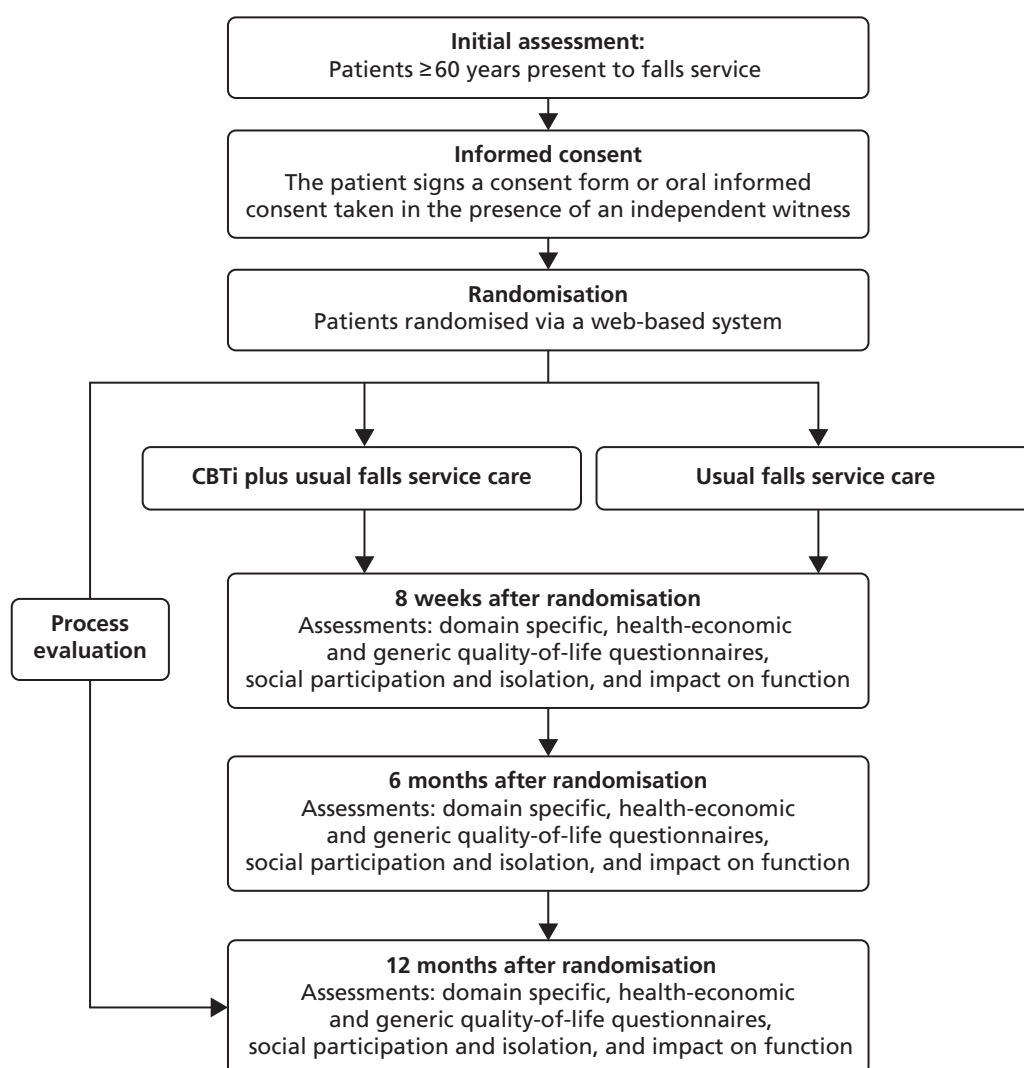 Initial assessment:
Patients ≥60 years present to falls service
Informed consent
The patient signs a consent form or oral informed
consent taken in the presence of an independent witness
Randomisation
Patients randomised via a web-based system
CBTi plus usual falls service care
Usual falls service care
8 weeks after randomisation
Assessments: domain specific, health-economic
and generic quality-of-life questionnaires,
social participation and isolation, and impact on function
Process
evaluation
6 months after randomisation
Assessments: domain specific, health-economic
and generic quality-of-life questionnaires,
social participation and isolation, and impact on function
12 months after randomisation
Assessments: domain specific, health-economic
and generic quality-of-life questionnaires,
social participation and isolation, and impact on function